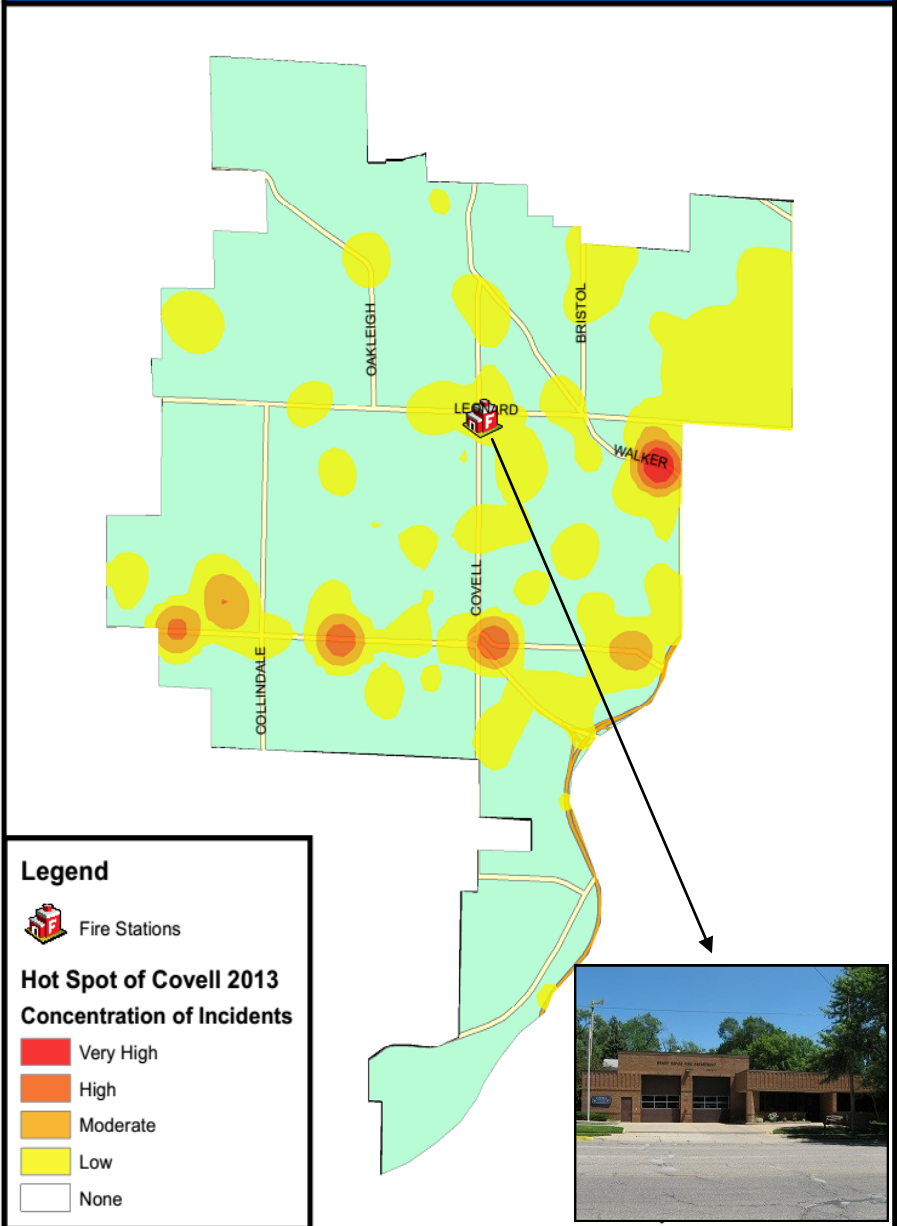 OAKLEIGH
BRISTOL
LEONARD
WALKER
COVELL
COLLINDALE
Legend
F Fire Stations
Hot Spot of Covell 2013
Concentration of Incidents
Very High
High
Moderate
Low
None